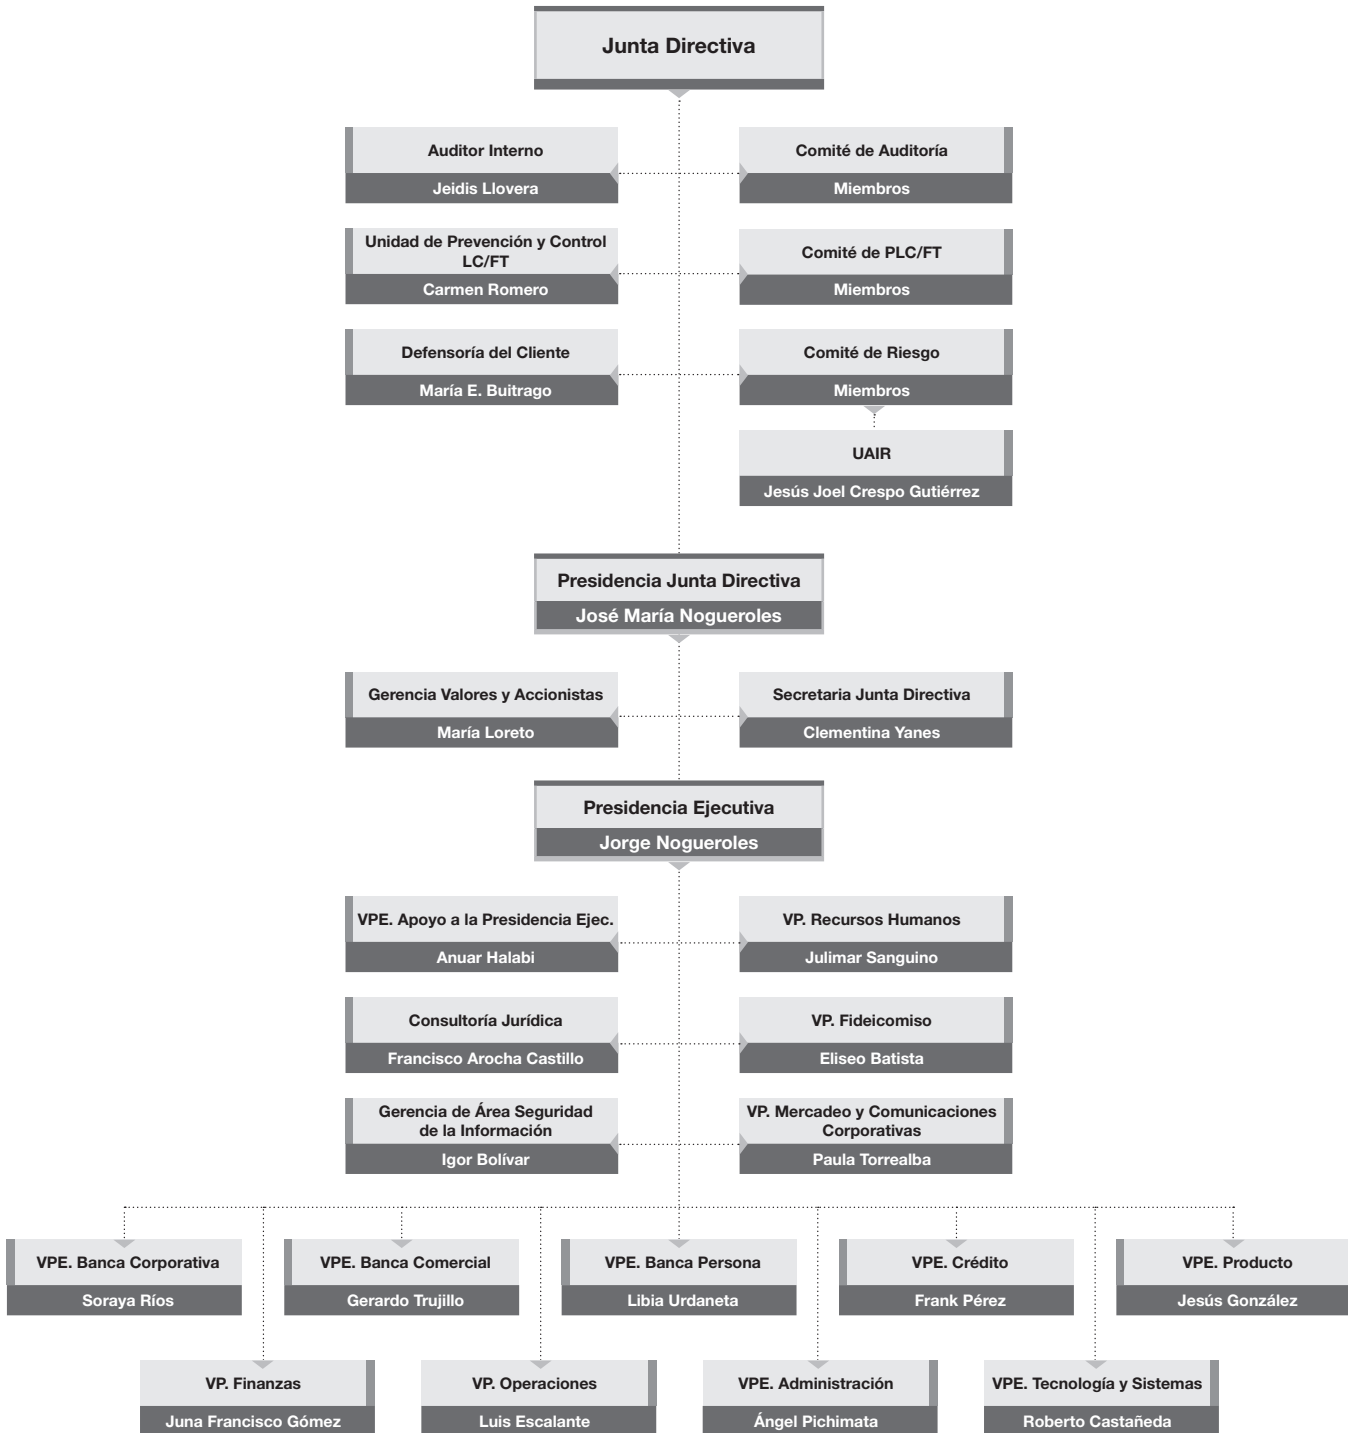 Junta Directiva
Auditor Interno
Jeidis Llovera
Comité de Auditoría
Miembros
Unidad de Prevención y Control
LC/FT
Carmen Romero
Comité de PLC/FT
Miembros
Defensoría del Cliente
María E. Buitrago
Comité de Riesgo
Miembros
UAIR
Jesús Joel Crespo Gutiérrez
Presidencia Junta Directiva
José María Nogueroles
Gerencia Valores y Accionistas
María Loreto
Secretaria Junta Directiva
Clementina Yanes
Presidencia Ejecutiva
Jorge Nogueroles
VPE. Apoyo a la Presidencia Ejec.
Anuar Halabi
VP. Recursos Humanos
Julimar Sanguino
Consultoría Jurídica
Francisco Arocha Castillo
VP. Fideicomiso
Eliseo Batista
Gerencia de Área Seguridad
de la Información
Igor Bolívar
VP. Mercadeo y Comunicaciones
Corporativas
Paula Torrealba
VPE. Banca Corporativa
Soraya Ríos
VPE. Banca Comercial
Gerardo Trujillo
VPE. Banca Persona
Libia Urdaneta
VPE. Crédito
Frank Pérez
VPE. Producto
Jesús González
VP. Finanzas
Juna Francisco Gómez
VP. Operaciones
Luis Escalante
VPE. Administración
Ángel Pichimata
VPE. Tecnología y Sistemas
Roberto Castañeda